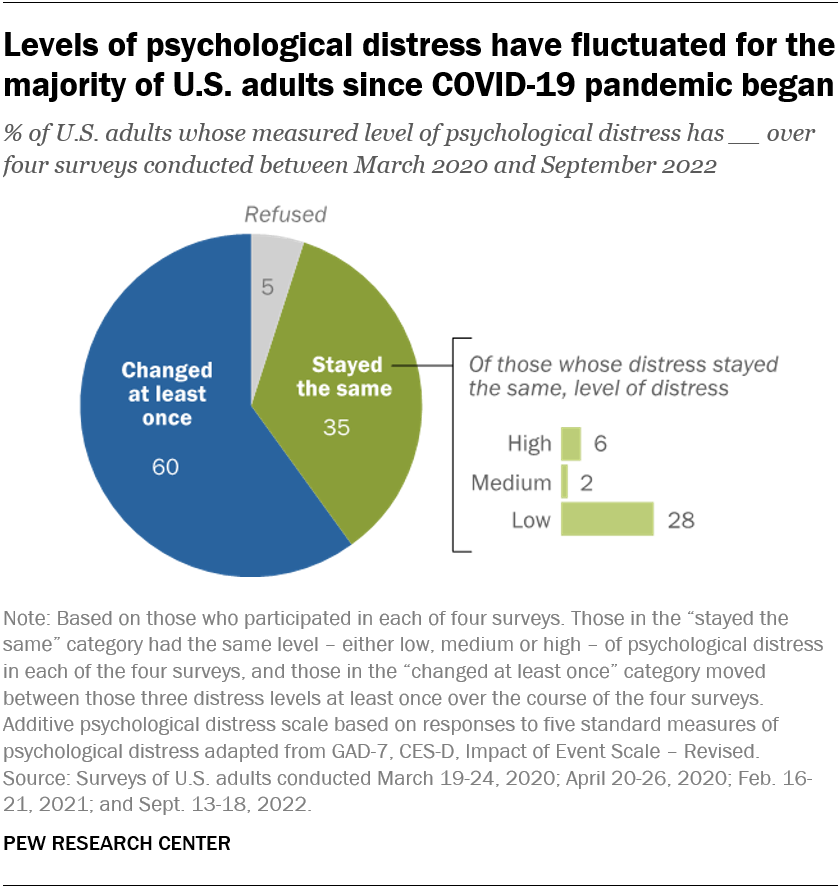 Levels of psychological distress have fluctuated for the
majority of U.S. adults since COVID-19 pandemic began
% of U.S. adults whose measured level of psychological distress has __ over
four surveys conducted between March 2020 and September 2022
Refused
5
Changed
at least
once
60
Stayed
the same
35
Of those whose distress stayed
the same, level of distress
High 6
Medium 2
Low 28
Note: Based on those who participated in each of four surveys. Those in the “stayed the
same” category had the same level – either low, medium or high – of psychological distress
in each of the four surveys, and those in the “changed at least once” category moved
between those three distress levels at least once over the course of the four surveys.
Additive psychological distress scale based on responses to five standard measures of
psychological distress adapted from GAD-7, CES-D, Impact of Event Scale – Revised.
Source: Surveys of U.S. adults conducted March 19-24, 2020; April 20-26, 2020; Feb. 16-
21, 2021; and Sept. 13-18, 2022.
PEW RESEARCH CENTER